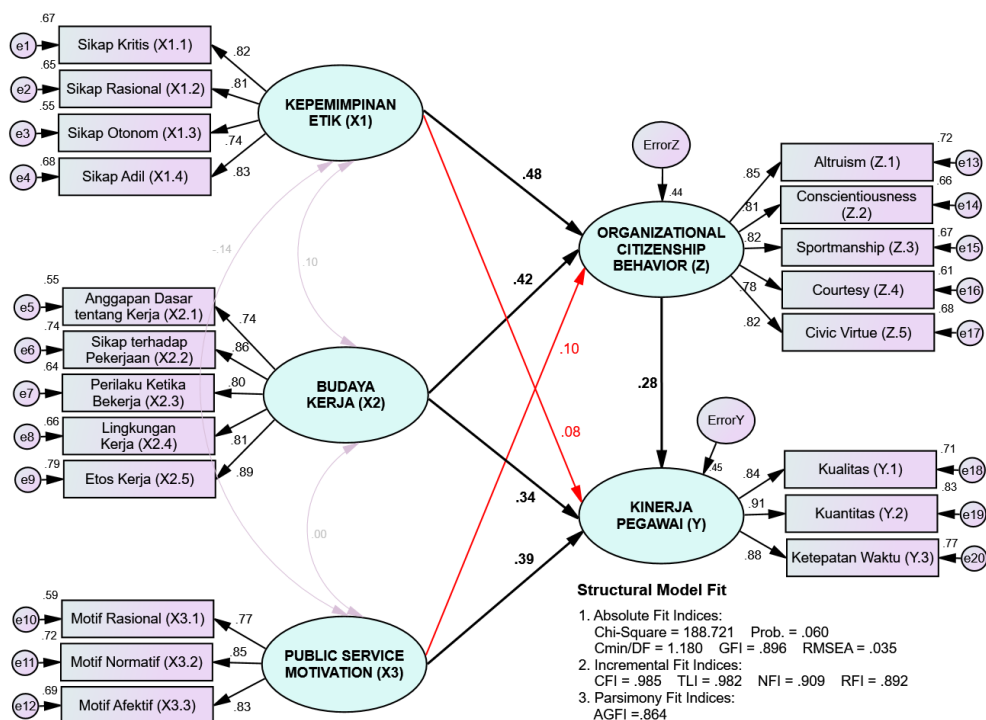 .67
e1
Sikap Kritis (X1.1)
.82
.65
e2
Sikap Rasional (X1.2)
.81
.55
e3
Sikap Otonom (X1.3)
.74
.68
e4
Sikap Adil (X1.4)
.83
KEPEMIMPINAN
ETIK (X1)
.55
e5
Anggapan Dasar
tentang Kerja (X2.1)
.74
.74
e6
Sikap terhadap
Pekerjaan (X2.2)
.86
.64
e7
Perilaku Ketika
Bekerja (X2.3)
.80
.66
e8
Lingkungan
Kerja (X2.4)
.81
.79
e9
Etos Kerja (X2.5)
.89
BUDAYA
KERJA (X2)
.59
e10
Motif Rasional (X3.1)
.77
.72
e11
Motif Normatif (X3.2)
.85
.69
e12
Motif Afektif (X3.3)
.83
PUBLIC SERVICE
MOTIVATION (X3)
-.14
.10
.00
.48
.42
.10
.08
.34
.39
.28
ErrorZ
.44
ORGANIZATIONAL
CITIZENSHIP
BEHAVIOR (Z)
.85
Altruism (Z.1)
.72
e13
.81
Conscientiousness
(Z.2)
.66
e14
.82
Sportmanship (Z.3)
.67
e15
.78
Courtesy (Z.4)
.61
e16
.82
Civic Virtue (Z.5)
.68
e17
ErrorY
.45
KINERJA
PEGAWAI (Y)
.84
Kualitas (Y.1)
.71
e18
.91
Kuantitas (Y.2)
.83
e19
.88
Ketepatan Waktu (Y.3)
.77
e20
Structural Model Fit
1. Absolute Fit Indices:
Chi-Square = 188.721 Prob. = .060
Cmin/DF = 1.180 GFI = .896 RMSEA = .035
2. Incremental Fit Indices:
CFI = .985 TLI = .982 NFI = .909 RFI = .892
3. Parsimony Fit Indices:
AGFI =.864